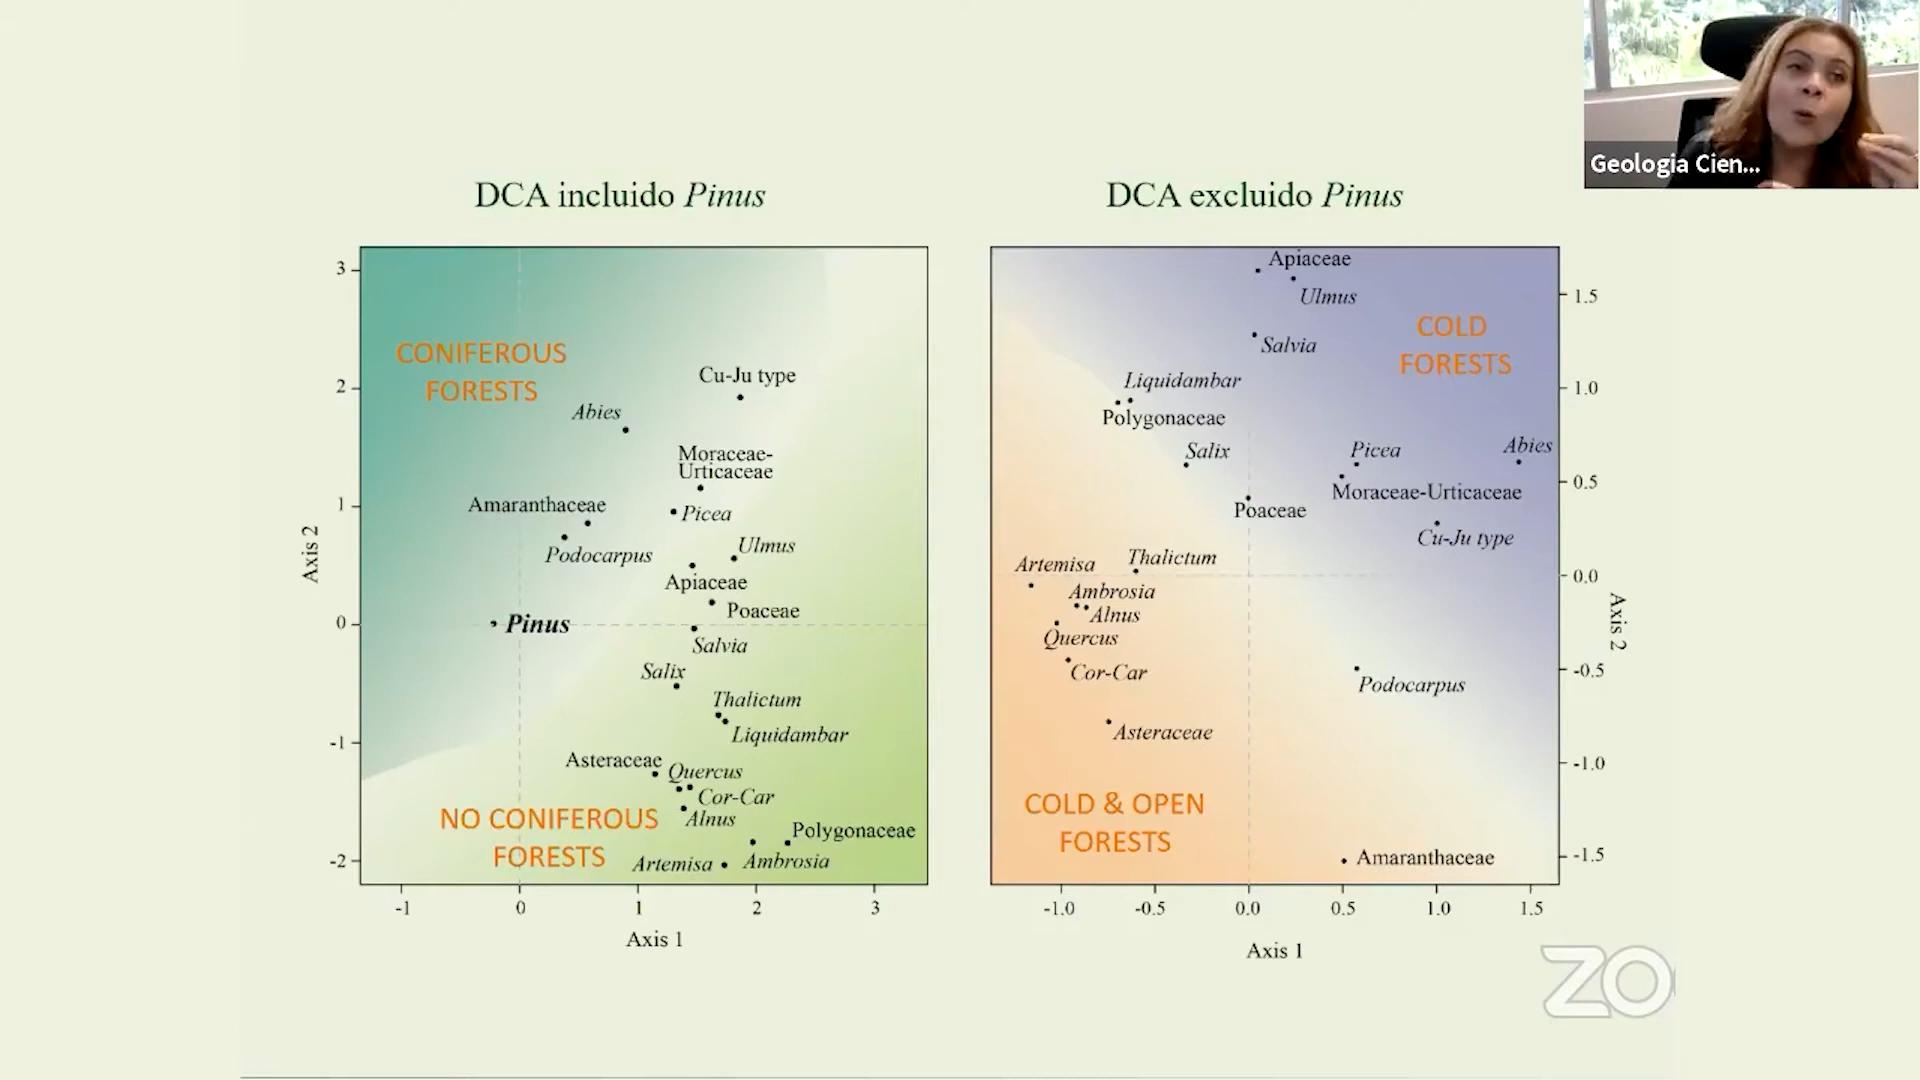 Geologia Cien...
DCA incluido Pinus
3
2
1
0
-1
-2
Axis 2
CONIFEROUS
FORESTS
Cu-Ju type
Abies
Moraceae-
Urticaceae
Amaranthaceae
Picea
Podocarpus
Ulmus
Apiaceae
Poaceae
Pinus
Salvia
Salix
Thalictum
Liquidambar
Asteraceae
Quercus
Cor-Car
Alnus
NO CONIFEROUS
FORESTS
Polygonaceae
Artemisa
Ambrosia
-1
0
1
2
3
Axis 1
DCA excluido Pinus
Apiaceae
Ulmus
COLD
FORESTS
Salvia
Liquidambar
Polygonaceae
Salix
Picea
Abies
Moraceae-Urticaceae
Poaceae
Cu-Ju type
Artemisa
Thalictum
Ambrosia
Alnus
Quercus
Cor-Car
Podocarpus
Asteraceae
COLD & OPEN
FORESTS
Amaranthaceae
1.5
1.0
0.5
0.0
-0.5
-1.0
-1.5
Axis 2
-1.0
-0.5
0.0
0.5
1.0
1.5
Axis 1
ZO